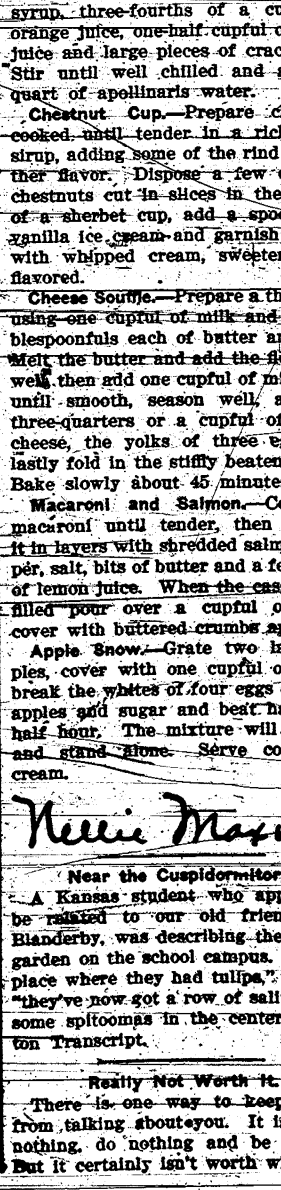 syrup, three-fourths of a cu
orange juice, one-half cupful o
juice and large pieces of crac
Stir until well chilled and a
quart of apollinaris water.
Chestnut Cup.—Prepare c
cooked until tender in a rich
sirup, adding some of the rind
ther flavor. Dispose a few o
chestnuts cut in slices in the
of a sherbet cup, add a spoo
vanilla ice cream and garnish
with whipped cream, sweeten
flavored.
Cheese Souffle.—Prepare a th
using one cupful of milk and
blespoonfuls each of butter an
Melt the butter and add the fl
well, then add one cupful of mi
until smooth, season well, a
three-quarters or a cupful of
cheese, the yolks of three e
lastly fold in the stiffly beaten
Bake slowly about 45 minute
Macaroni and Salmon.—Co
macaroni until tender, then
it in layers with shredded salm
per, salt, bits of butter and a fe
of lemon juice. When the cas
filled pour over a cupful o
cover with buttered crumbs a
Apple Snow.—Grate two la
ples, cover with one cupful o
break the whites of four eggs
apples and sugar and beat ha
half hour. The mixture will
and stand alone. Serve co
cream.
Nellie Max
Near the Cuspidormitor
A Kansas student who app
be related to our old frien
Blanderby, was describing the
garden on the school campus.
place where they had tulips,"
"they've now got a row of sali
some spitoomas in the center
ton Transcript.
Really Not Worth It.
There is one way to keep
from talking about you. It i
nothing, do nothing and be
But it certainly isn't worth w